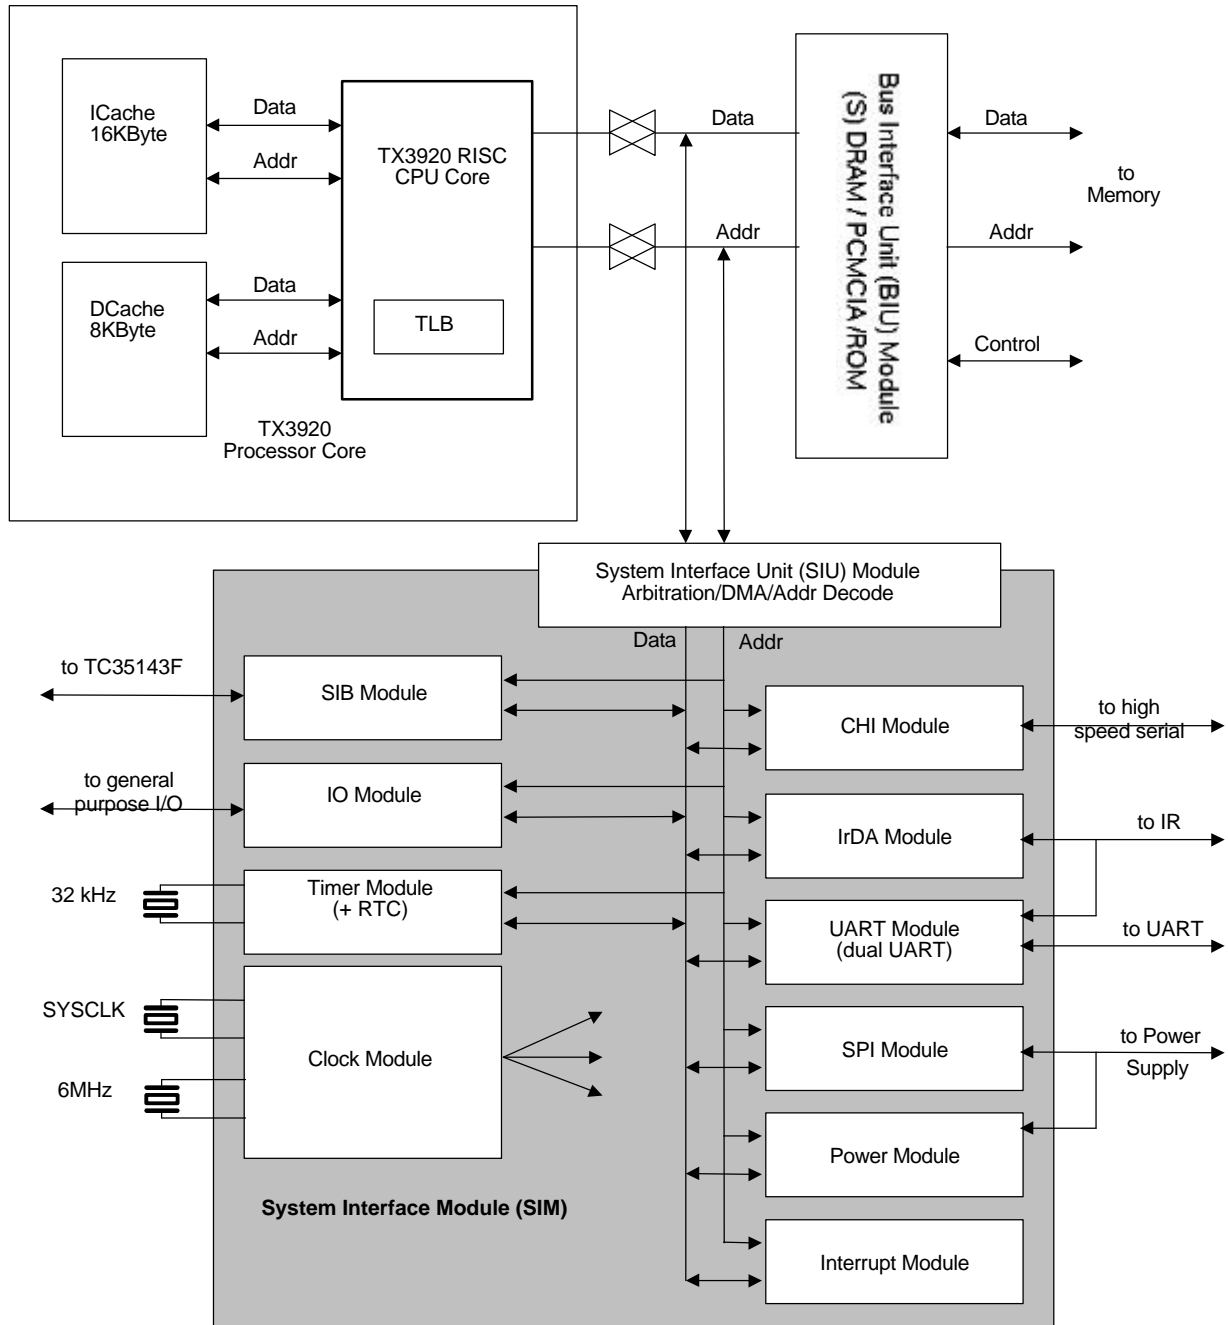 ICache
16KByte
Data
Addr
TX3920 RISC
CPU Core
TLB
DCache
8KByte
Data
Addr
TX3920
Processor Core
Data
Addr
Bus Interface Unit (BIU) Module
(S) DRAM / PCMCIA /ROM
Data
to
Memory
Addr
Control
System Interface Unit (SIU) Module
Arbitration/DMA/Addr Decode
Data
Addr
to TC35143F
SIB Module
to general
purpose I/O
IO Module
32 kHz
Timer Module
(+ RTC)
SYSCLK
6MHz
Clock Module
System Interface Module (SIM)
CHI Module
to high
speed serial
IrDA Module
to IR
UART Module
(dual UART)
to UART
SPI Module
to Power
Supply
Power Module
Interrupt Module